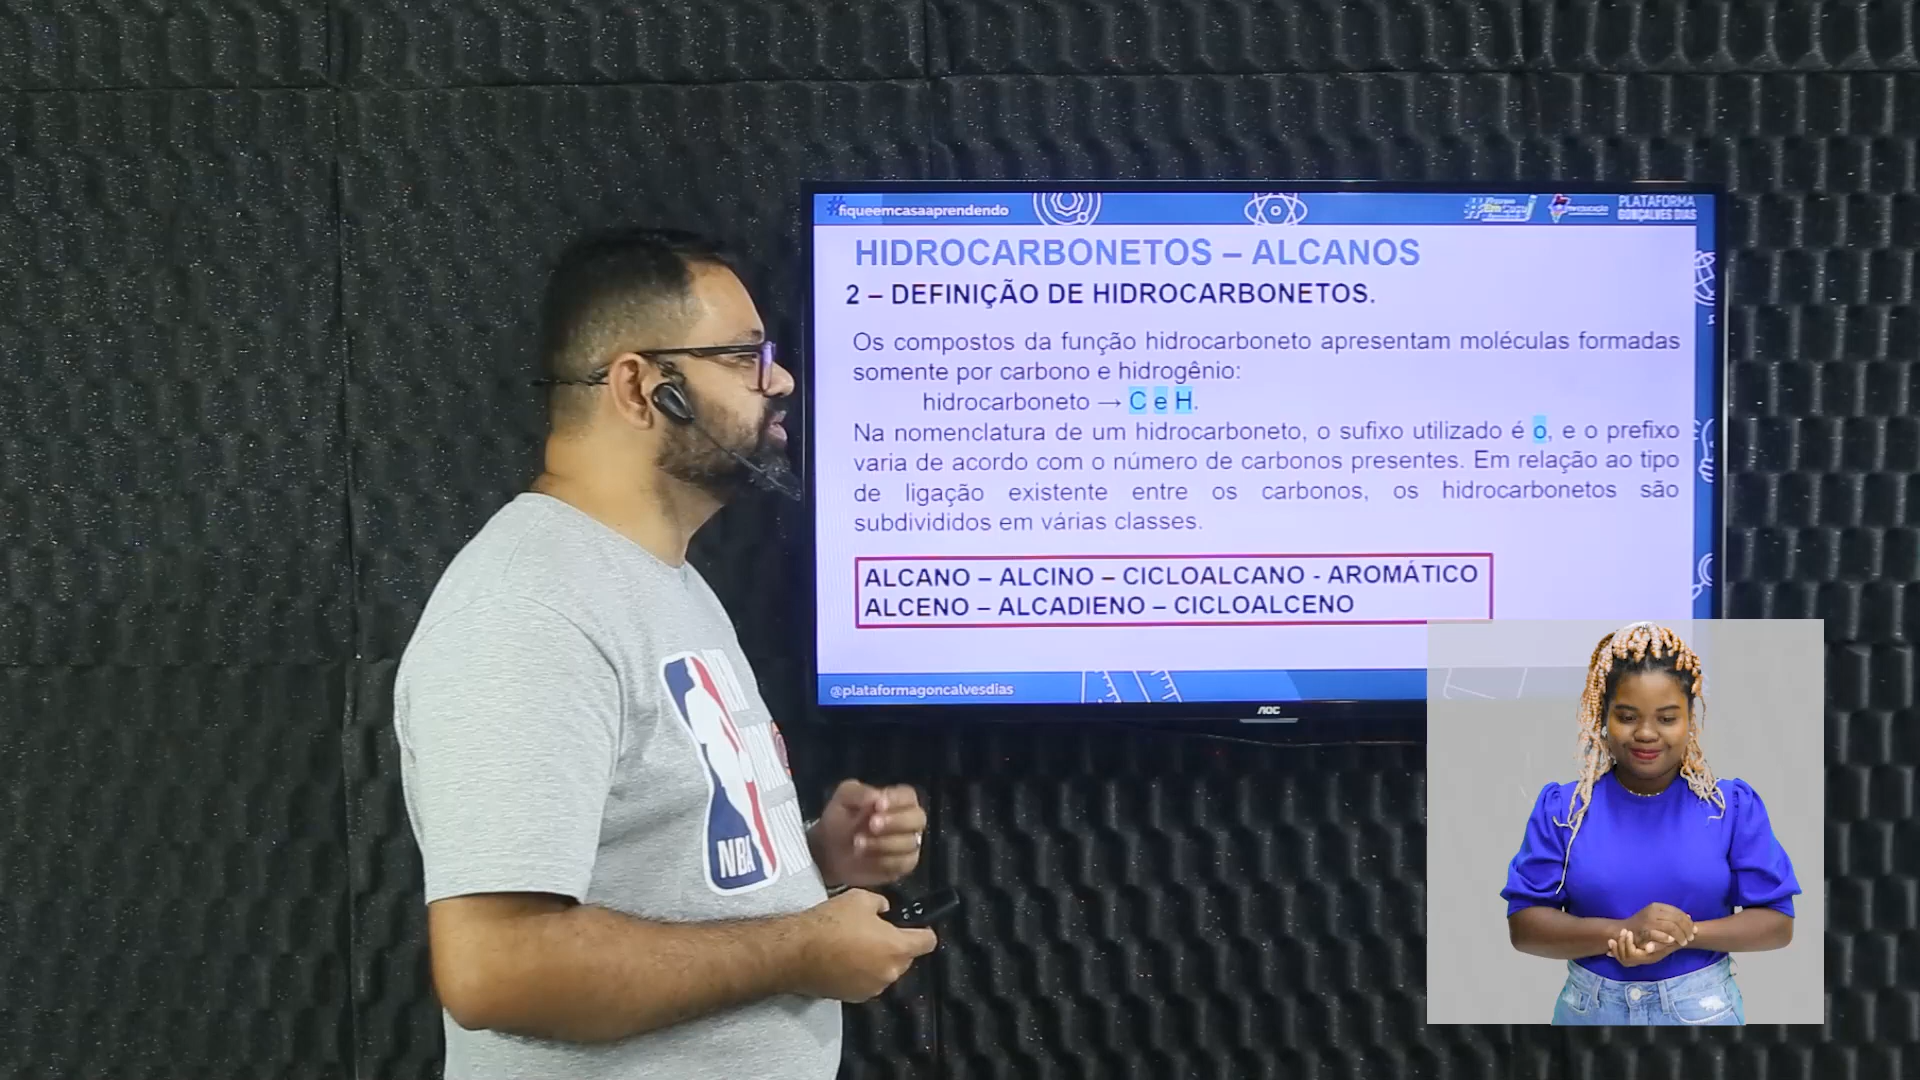 #fiqueemcasaaprendendo
PLATAFORMA
GONÇALVES DIAS
HIDROCARBONETOS – ALCANOS
2 – DEFINIÇÃO DE HIDROCARBONETOS.
Os compostos da função hidrocarboneto apresentam moléculas formadas
somente por carbono e hidrogênio:
hidrocarboneto → C e H.
Na nomenclatura de um hidrocarboneto, o sufixo utilizado é o, e o prefixo
varia de acordo com o número de carbonos presentes. Em relação ao tipo
de ligação existente entre os carbonos, os hidrocarbonetos são
subdivididos em várias classes.
ALCANO – ALCINO – CICLOALCANO - AROMÁTICO
ALCENO – ALCADIENO – CICLOALCENO
@plataformagoncalvesdias
AOC
NBA